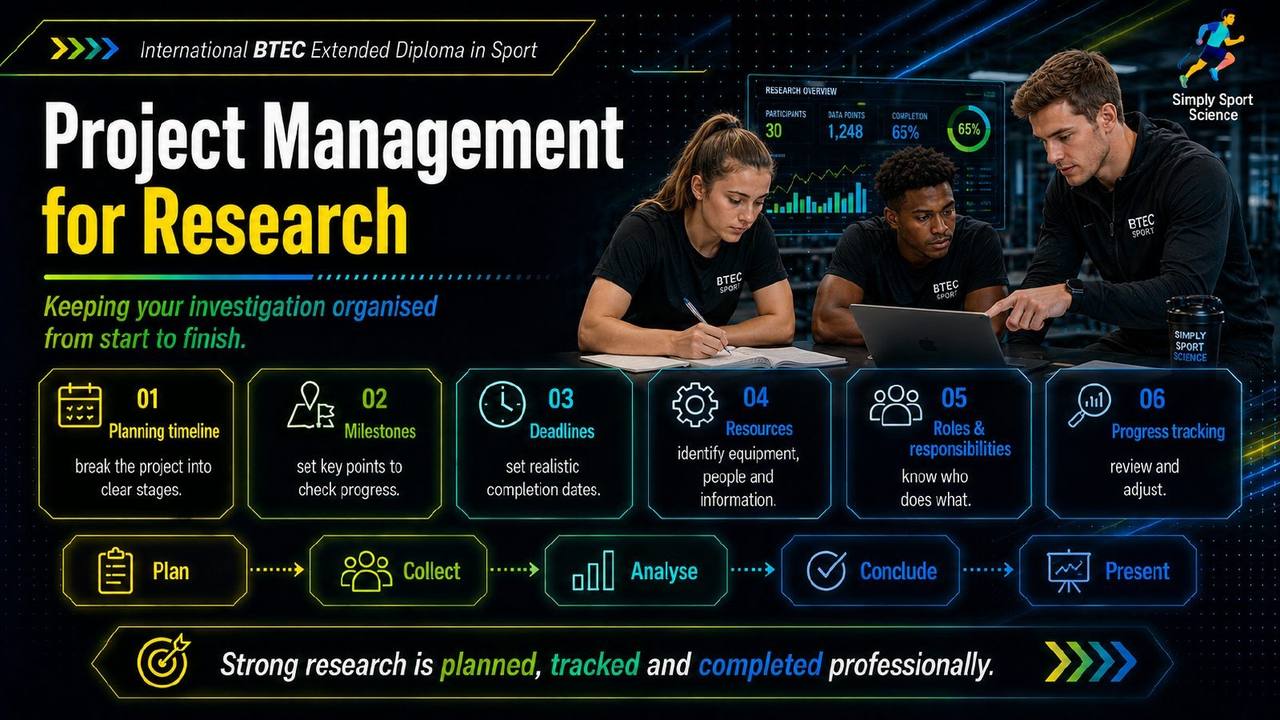 International BTEC Extended Diploma in Sport
Simply Sport
Science
Project Management
for Research
Keeping your investigation organised
from start to finish.
RESEARCH OVERVIEW
PARTICIPANTS
30
DATA POINTS
1,248
COMPLETION
65%
65%
BTEC
SPORT
BTEC
SPORT
BTEC
SPORT
SIMPLY
SPORT
SCIENCE
01
Planning timeline
break the project into
clear stages.
02
Milestones
set key points to
check progress.
03
Deadlines
set realistic
completion dates.
04
Resources
identify equipment,
people and
information.
05
Roles &
responsibilities
know who
does what.
06
Progress tracking
review and
adjust.
Plan
Collect
Analyse
Conclude
Present
Strong research is planned, tracked and completed professionally.